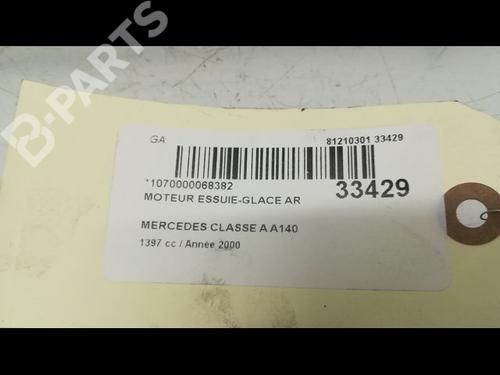 B-PARTS
GA 81210301 33429
*1070000068382
MOTEUR ESSUIE-GLACE AR 33429
MERCEDES CLASSE A A140
1397 cc / Année 2000